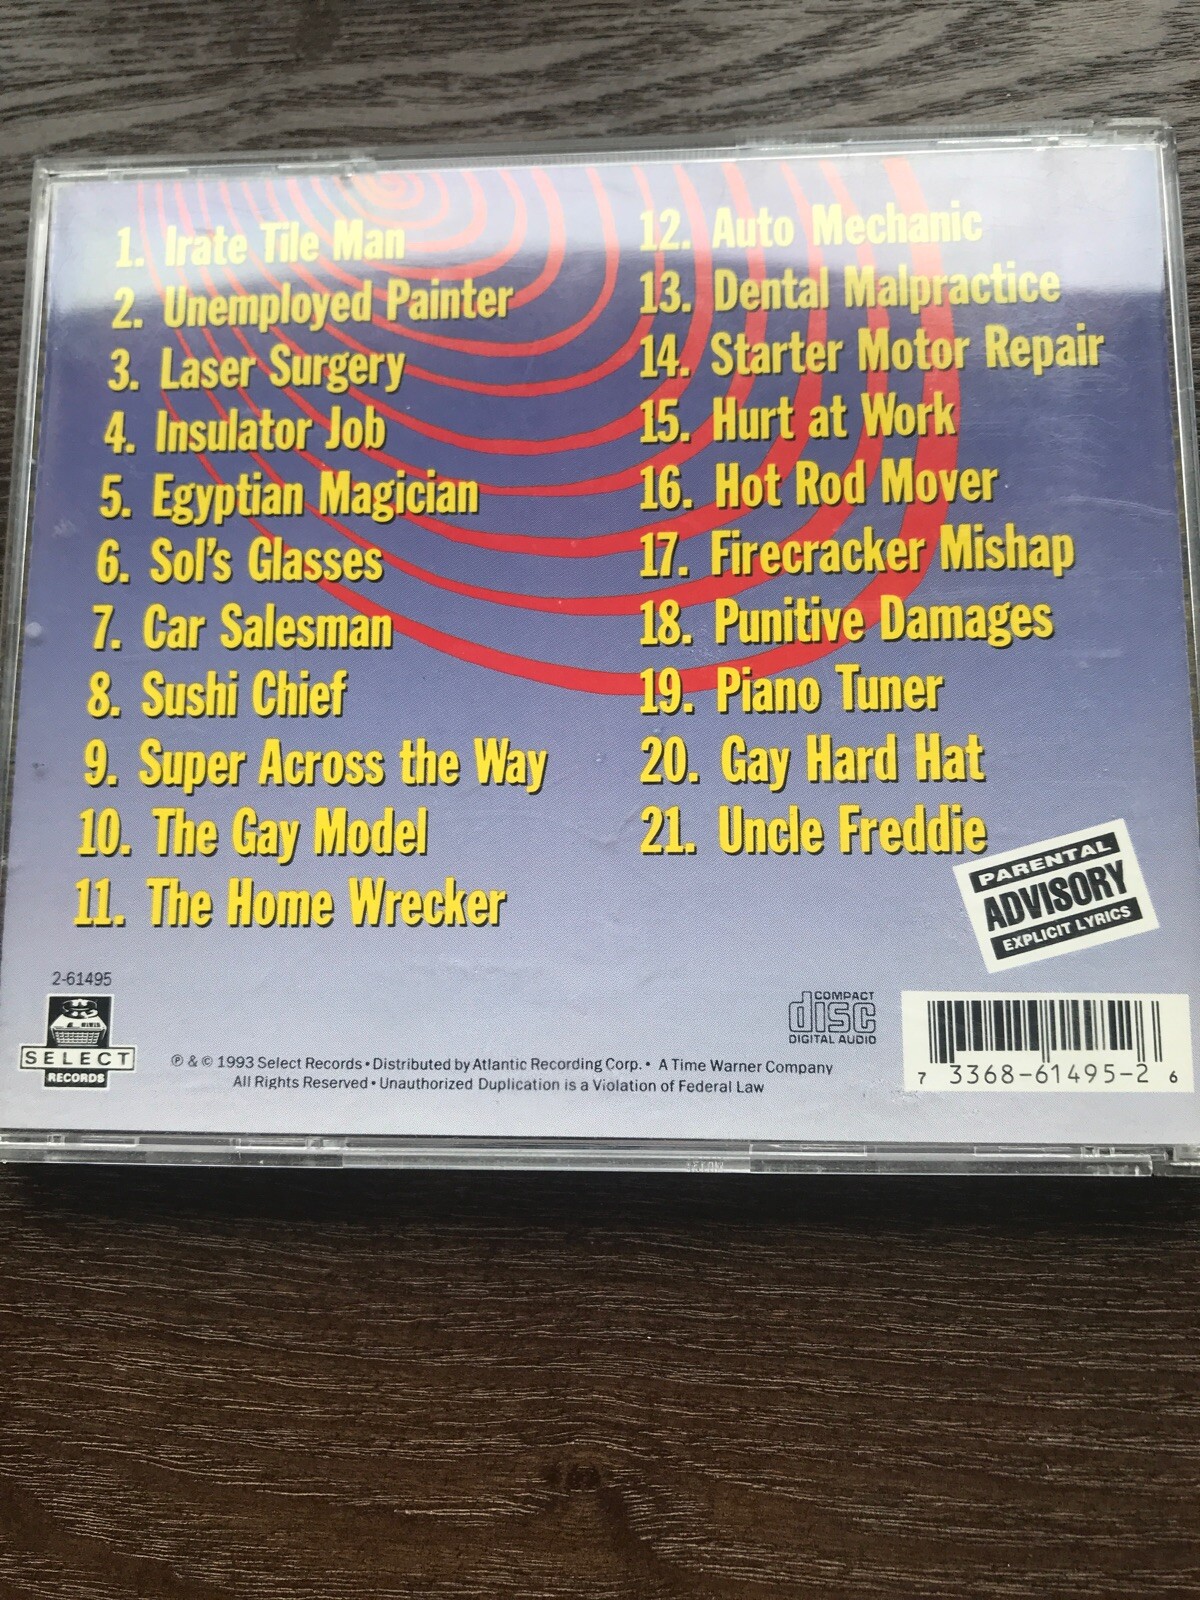 1. Irate Tile Man
2. Unemployed Painter
3. Laser Surgery
4. Insulator Job
5. Egyptian Magician
6. Sol's Glasses
7. Car Salesman
8. Sushi Chief
9. Super Across the Way
10. The Gay Model
11. The Home Wrecker
12. Auto Mechanic
13. Dental Malpractice
14. Starter Motor Repair
15. Hurt at Work
16. Hot Rod Mover
17. Firecracker Mishap
18. Punitive Damages
19. Piano Tuner
20. Gay Hard Hat
21. Uncle Freddie
PARENTAL
ADVISORY
EXPLICIT LYRICS
2-61495
SELECT
RECORDS
℗ & © 1993 Select Records • Distributed by Atlantic Recording Corp. • A Time Warner Company
All Rights Reserved • Unauthorized Duplication is a Violation of Federal Law
COMPACT
disc
DIGITAL AUDIO
7 3368-61495-2 6